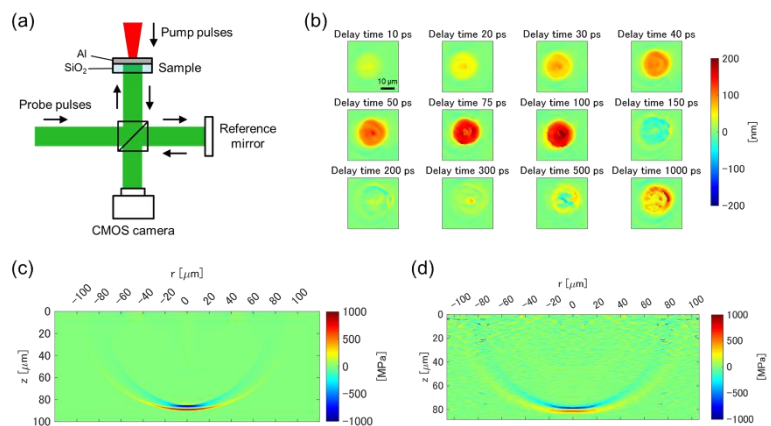 (a)
Pump pulses
Al
SiO₂
Sample
Probe pulses
Reference
mirror
CMOS camera
(b)
Delay time 10 ps Delay time 20 ps Delay time 30 ps Delay time 40 ps
10 μm
Delay time 50 ps Delay time 75 ps Delay time 100 ps Delay time 150 ps
Delay time 200 ps Delay time 300 ps Delay time 500 ps Delay time 1000 ps
200
100
0
-100
-200
[nm]
(c)
r [μm]
-100 -80 -60 -40 -20 0 20 40 60 80 100
z [μm]
0
20
40
60
80
100
1000
500
0
-500
-1000
[MPa]
(d)
r [μm]
-100 -80 -60 -40 -20 0 20 40 60 80 100
z [μm]
0
20
40
60
80
1000
500
0
-500
-1000
[MPa]